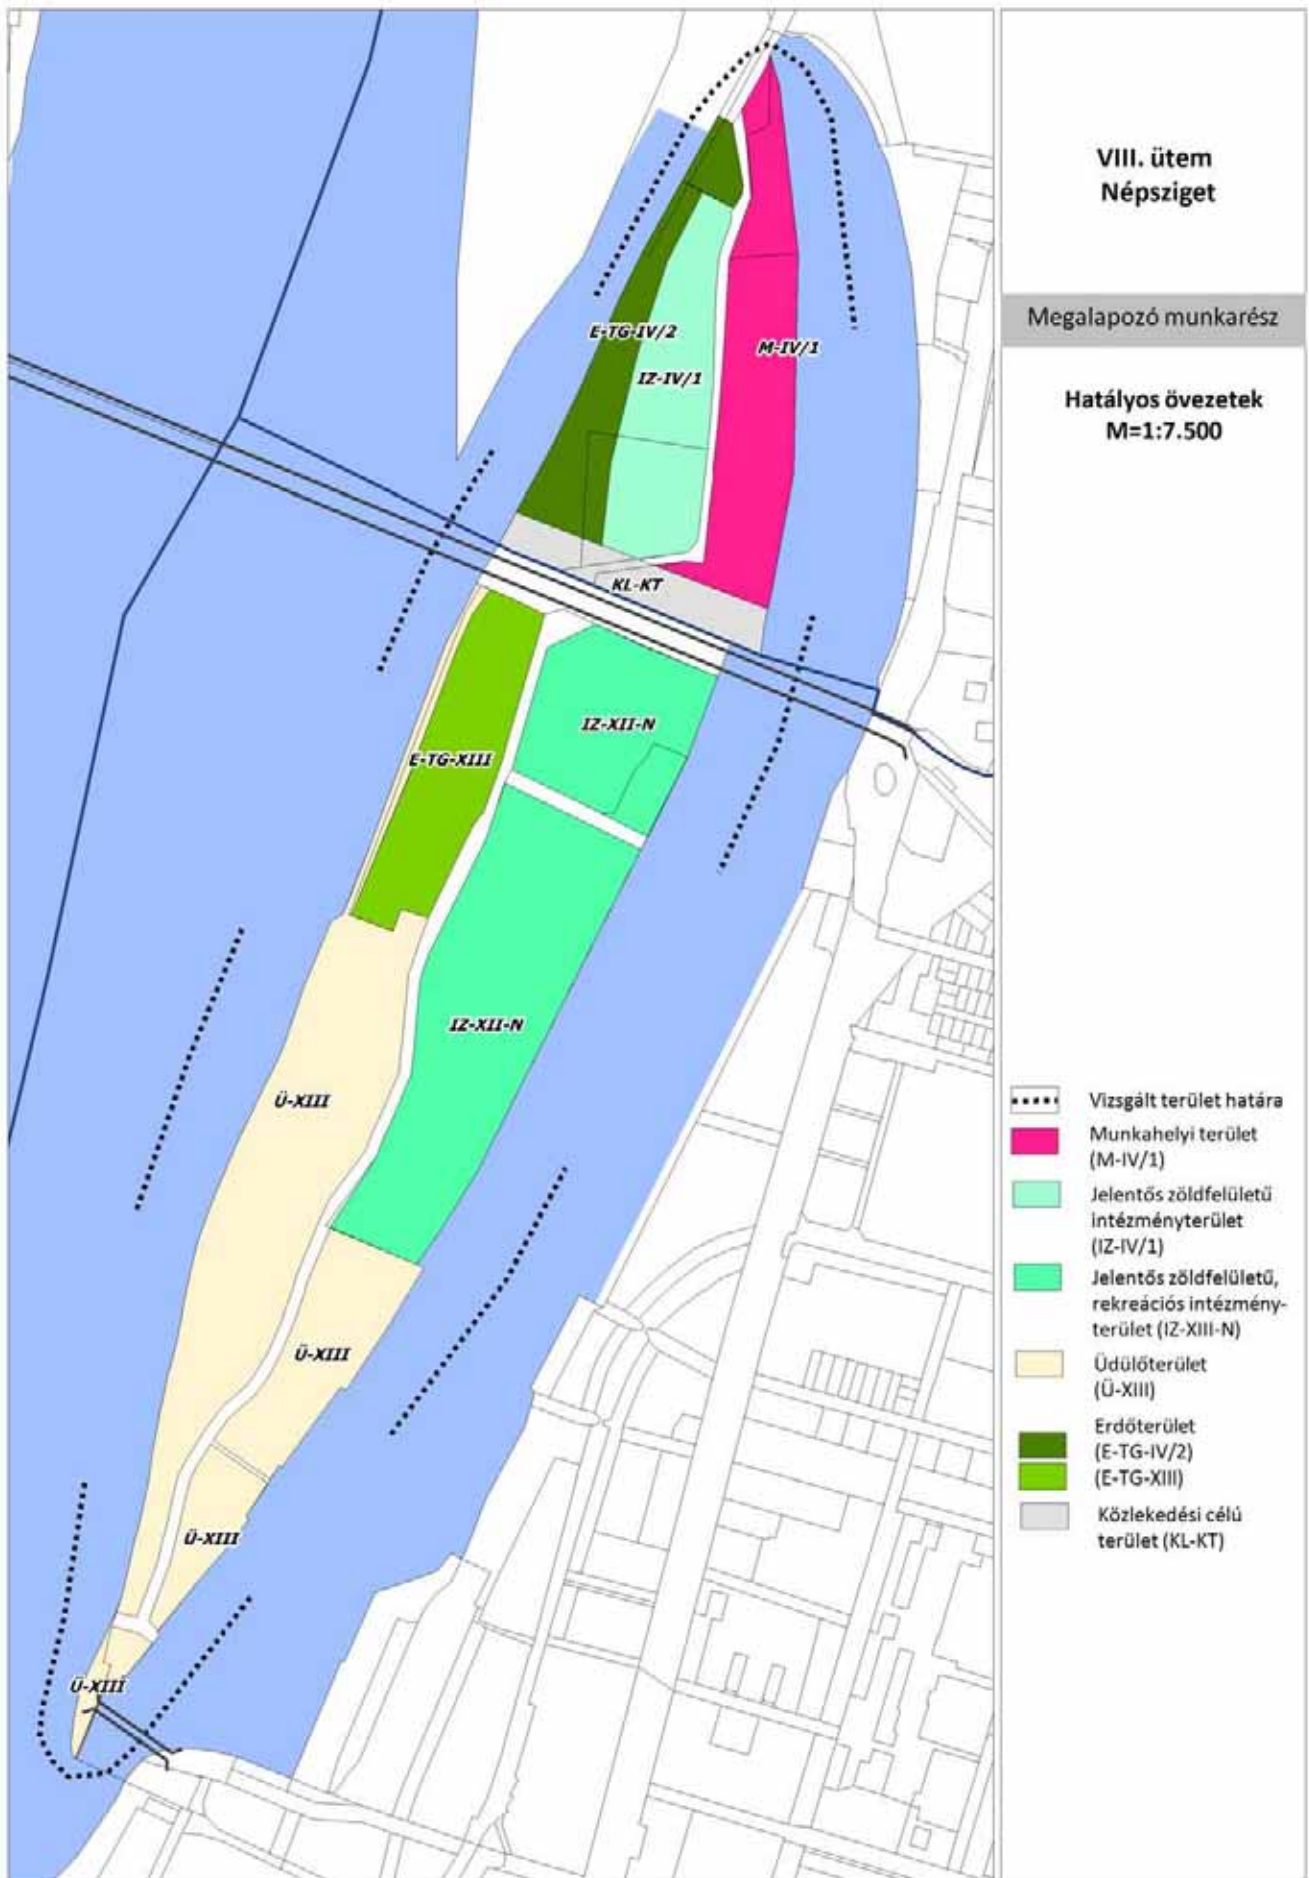 VIII. ütem
Népsziget
Megalapozó munkarész
Hatályos övezetek
M=1:7.500
E-TG-IV/2
M-IV/1
IZ-IV/1
KL-KT
IZ-XII-N
E-TG-XIII
IZ-XII-N
Ü-XIII
Ü-XIII
Ü-XIII
Ü-XIII
Vizsgált terület határa
Munkahelyi terület
(M-IV/1)
Jelentős zöldfelületű
intézményterület
(IZ-IV/1)
Jelentős zöldfelületű,
rekreációs intézmény-
terület (IZ-XIII-N)
Üdülőterület
(Ü-XIII)
Erdőterület
(E-TG-IV/2)
(E-TG-XIII)
Közlekedési célú
terület (KL-KT)